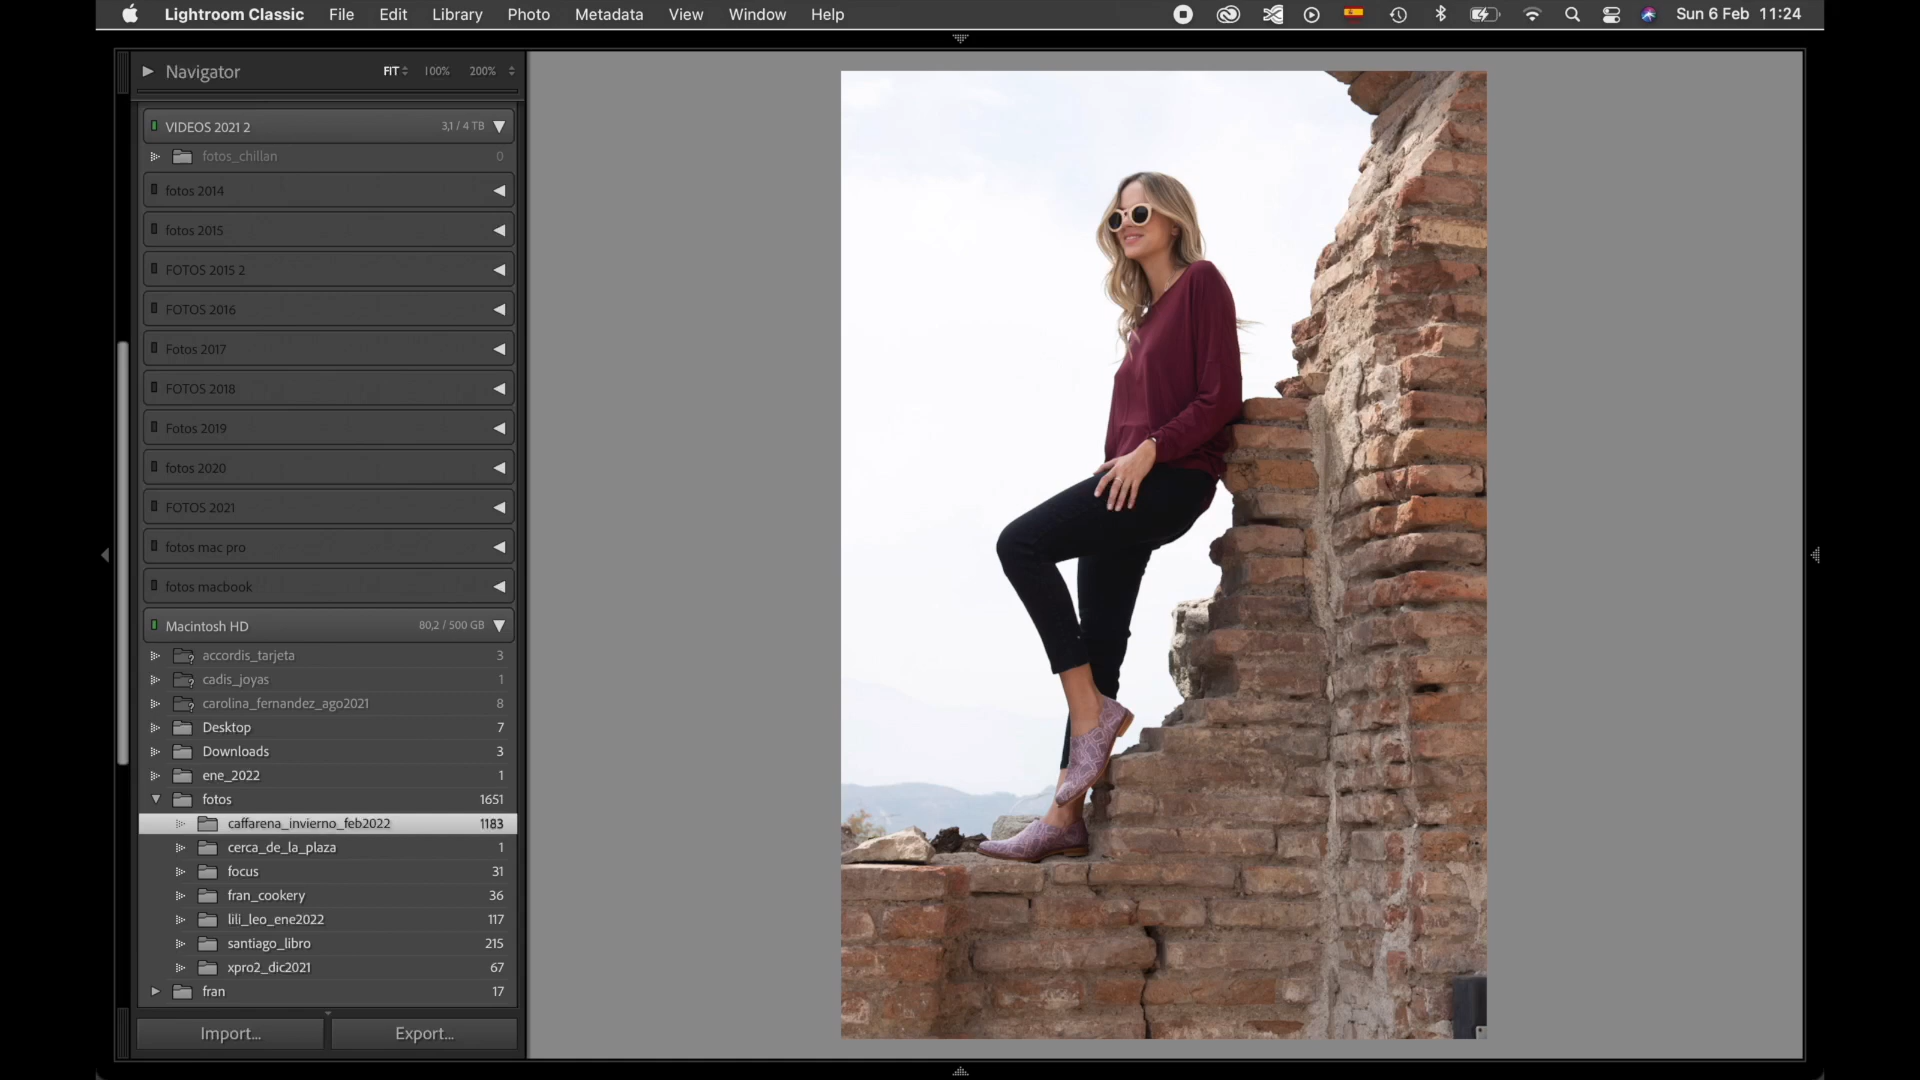 Lightroom Classic File Edit Library Photo Metadata View Window Help Sun 6 Feb 11:24
Navigator FIT 100% 200%
VIDEOS 2021 2 3,1 / 4 TB
fotos_chillan 0
fotos 2014
fotos 2015
FOTOS 2015 2
FOTOS 2016
Fotos 2017
FOTOS 2018
Fotos 2019
fotos 2020
FOTOS 2021
fotos mac pro
fotos macbook
Macintosh HD 80,2 / 500 GB
accordis_tarjeta 3
cadis_joyas 1
carolina_fernandez_ago2021 8
Desktop 7
Downloads 3
ene_2022 1
fotos 1651
caffarena_invierno_feb2022 1183
cerca_de_la_plaza 1
focus 31
fran_cookery 36
lili_leo_ene2022 117
santiago_libro 215
xpro2_dic2021 67
fran 17
Import... Export...